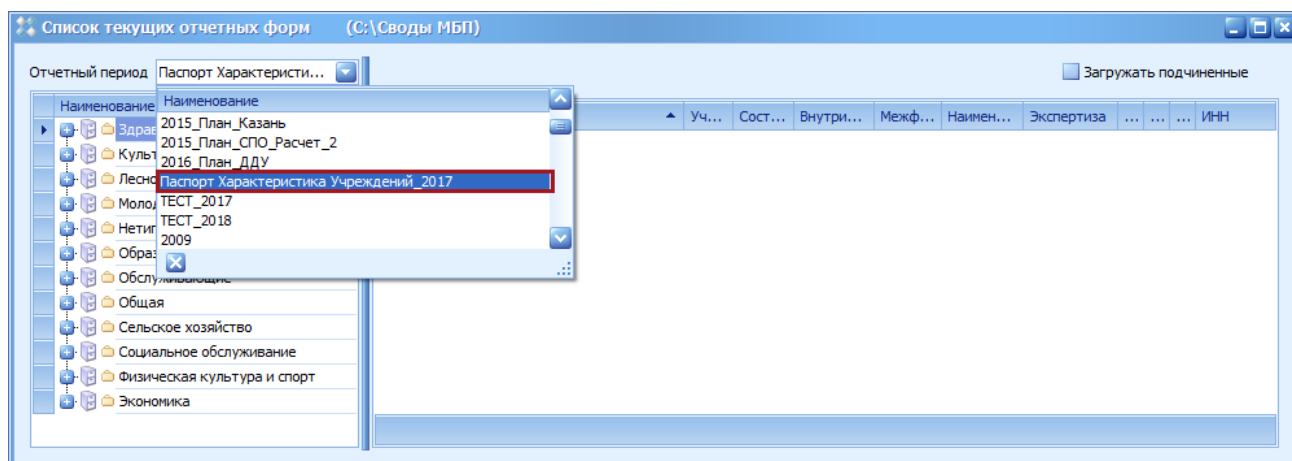 Список текущих отчетных форм (C:\Своды МБП)
Отчетный период Паспорт Характеристи... Загружать подчиненные
Наименование
Наименование
Уч... Сост... Внутри... Межф... Наимен... Экспертиза ... ... ... ИНН
2015_План_Казань
2015_План_СПО_Расчет_2
2016_План_ДДУ
Паспорт Характеристика Учреждений_2017
ТЕСТ_2017
ТЕСТ_2018
2009
Здрав
Культ
Лесно
Молод
Нетип
Образ
Обслуживающие
Общая
Сельское хозяйство
Социальное обслуживание
Физическая культура и спорт
Экономика